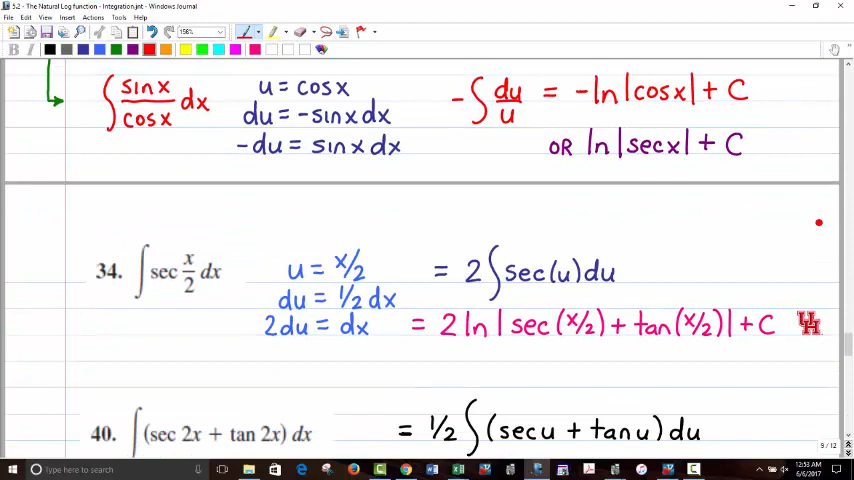 5.2 - The Natural Log function - Integration.jnt - Windows Journal
File Edit View Insert Actions Tools Help
156%
B I
∫ sinx/cosx dx u = cosx -∫ du/u = -ln|cosx| + C
du = -sinx dx
-du = sinx dx OR ln|secx| + C
34. ∫ sec x/2 dx u = x/2 = 2∫sec(u)du
du = 1/2 dx
2du = dx = 2ln|sec(x/2) + tan(x/2)| + C UH
40. ∫(sec 2x + tan 2x) dx = 1/2 ∫(secu + tanu)du
9 / 12
Type here to search
12:53 AM
6/6/2017